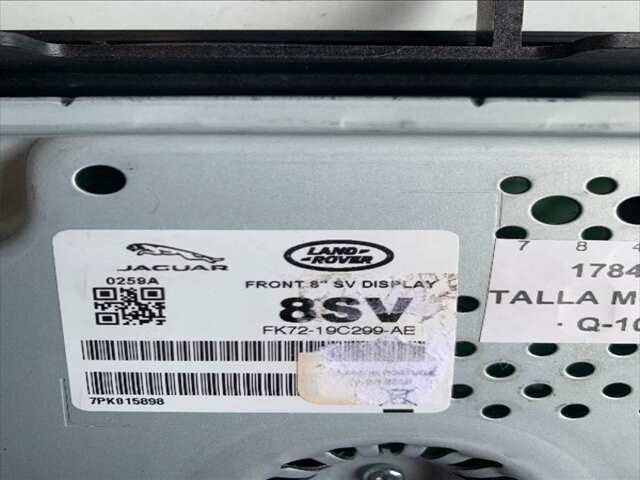 JAGUAR
LAND ROVER
0259A
FRONT 8" SV DISPLAY
8SV
FK72-19C299-AE
7PK015898
7 8 4
1784
TALLA M
· Q-10